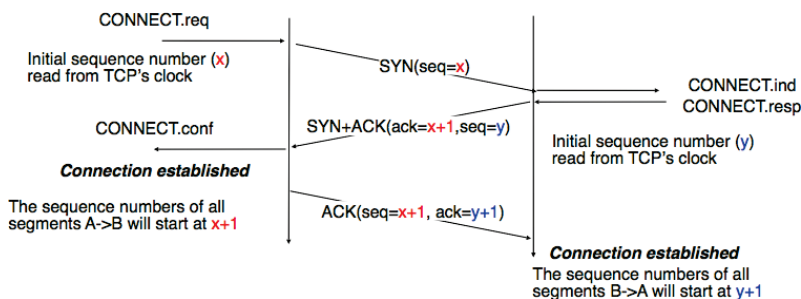 CONNECT.req
Initial sequence number (x)
read from TCP's clock
SYN(seq=x)
CONNECT.ind
CONNECT.resp
CONNECT.conf
SYN+ACK(ack=x+1,seq=y)
Initial sequence number (y)
read from TCP's clock
Connection established
The sequence numbers of all
segments A->B will start at x+1
ACK(seq=x+1, ack=y+1)
Connection established
The sequence numbers of all
segments B->A will start at y+1